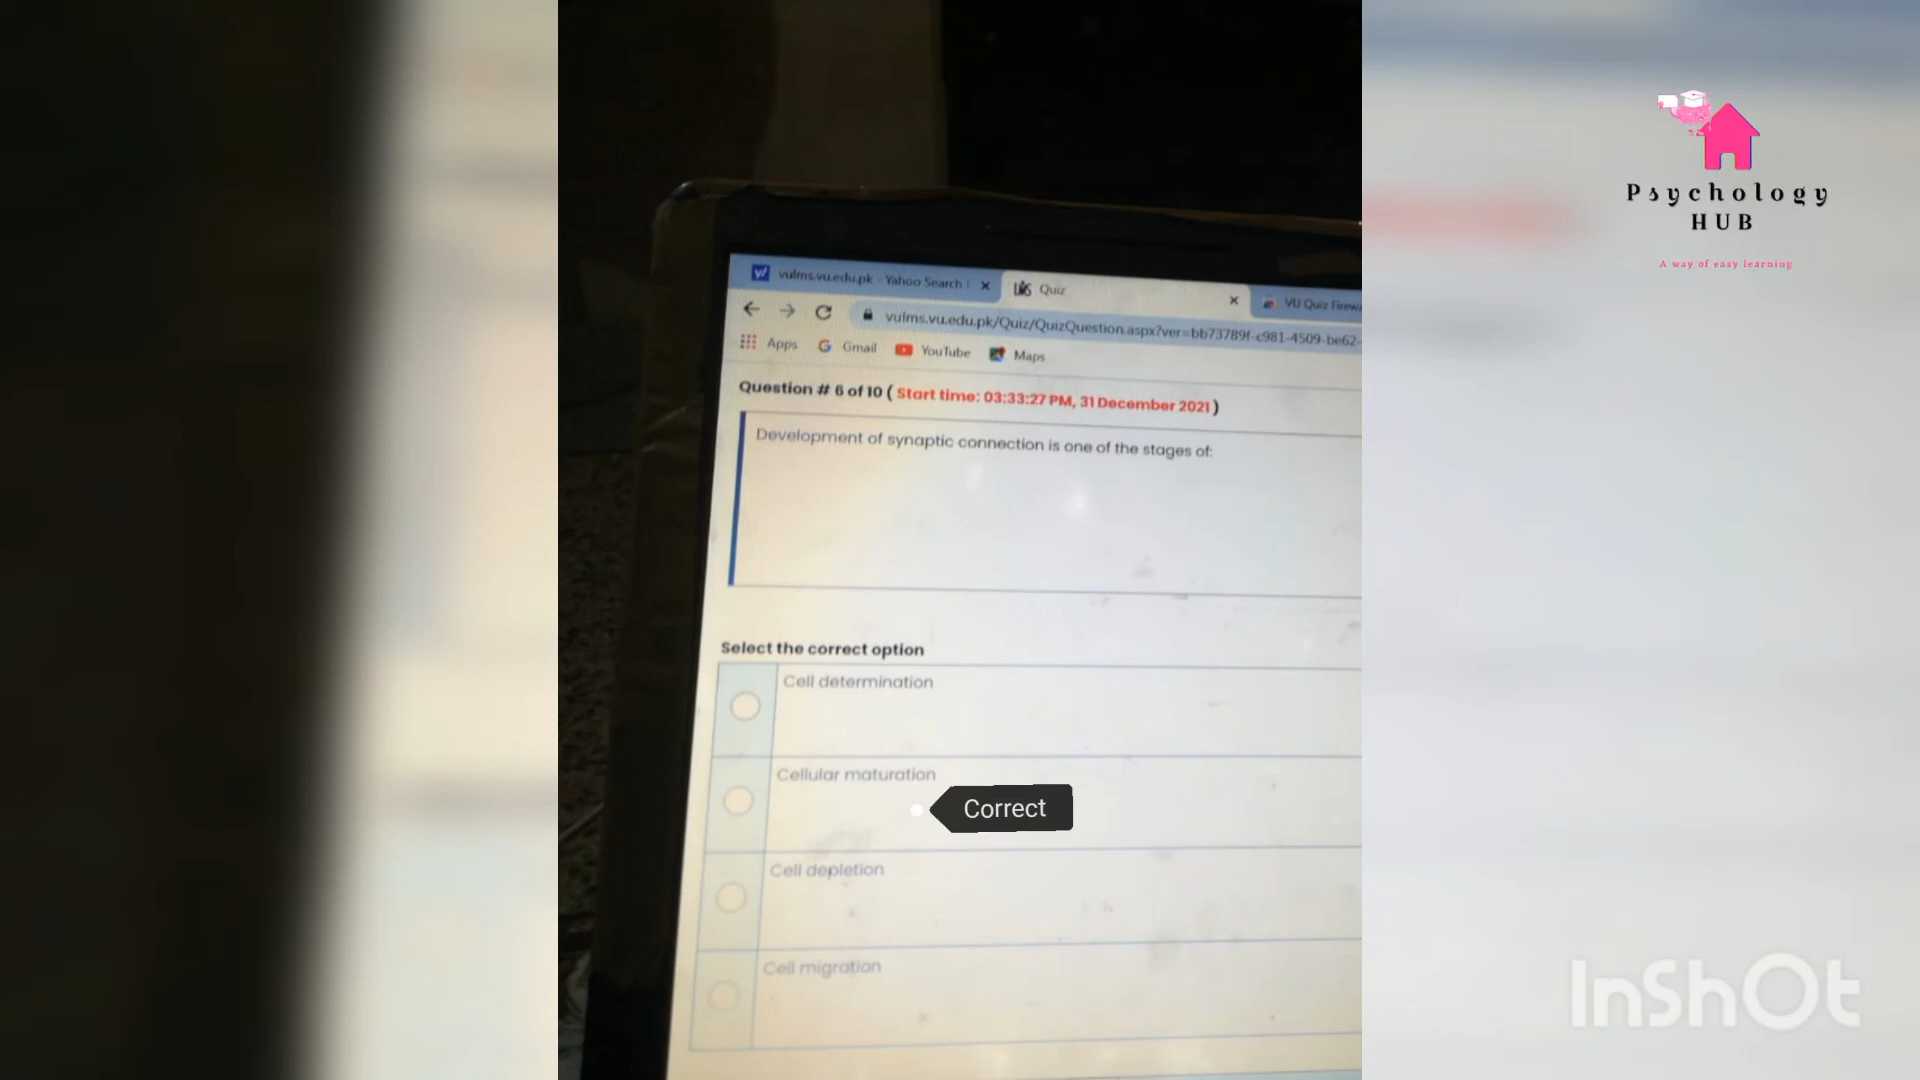 vulms.vu.edu.pk - Yahoo Search
Quiz
VU Quiz Firew
vulms.vu.edu.pk/Quiz/QuizQuestion.aspx?ver=bb73789f-c981-4509-be62-
Apps
Gmail
YouTube
Maps
Question # 6 of 10 ( Start time: 03:33:27 PM, 31 December 2021 )
Development of synaptic connection is one of the stages of:
Select the correct option
Cell determination
Cellular maturation
Correct
Cell depletion
Cell migration
Psychology
HUB
A way of easy learning
InShOt